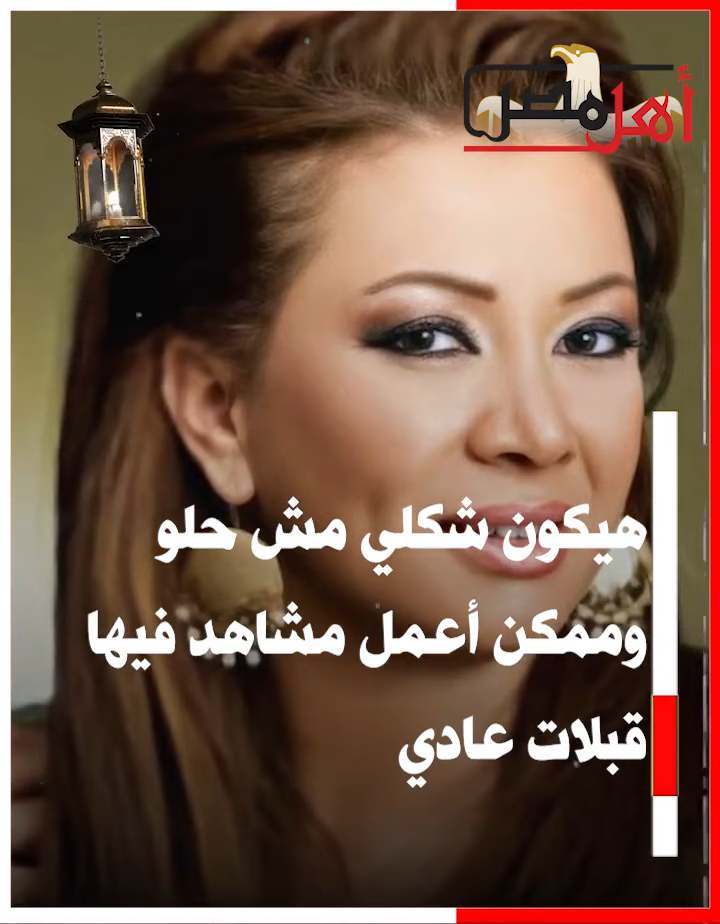 أهل مصر
هيكون شكلي مش حلو
وممكن أعمل مشاهد فيها
قبلات عادي